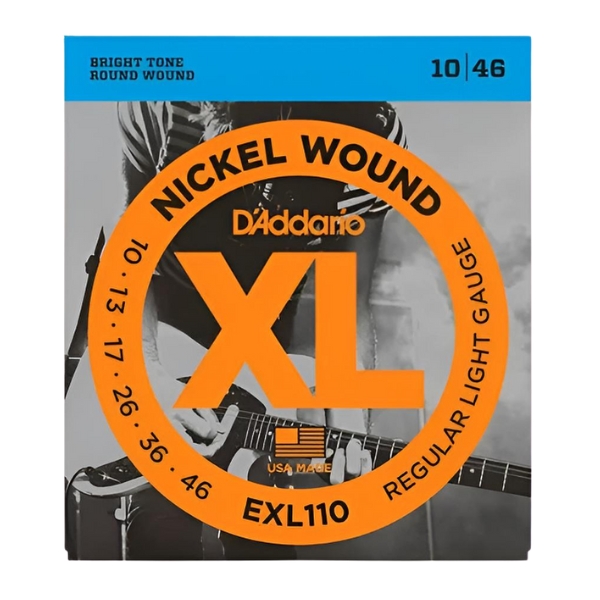 BRIGHT TONE
ROUND WOUND
10|46
NICKEL WOUND
D'Addario
XL
10 · 13 · 17 · 26 · 36 · 46
REGULAR LIGHT GAUGE
USA MADE
EXL110